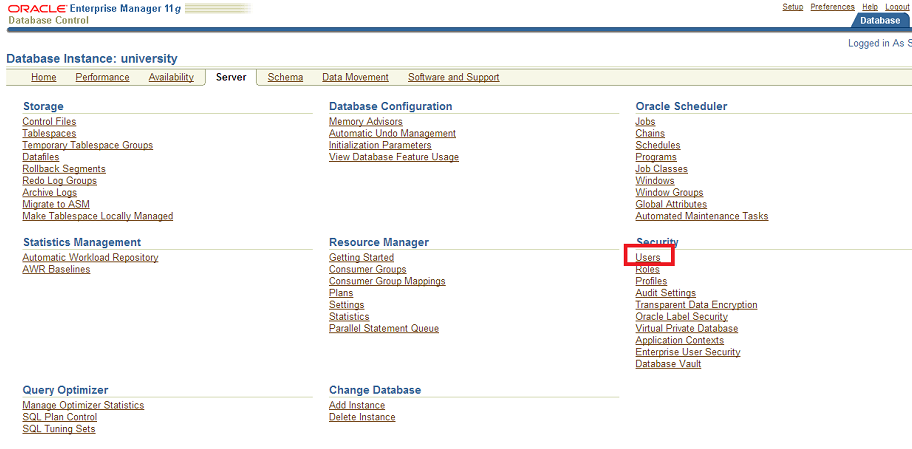 ORACLE Enterprise Manager 11g
Database Control
Setup Preferences Help Logout
Database
Logged in As S
Database Instance: university
Home Performance Availability Server Schema Data Movement Software and Support
Storage
Control Files
Tablespaces
Temporary Tablespace Groups
Datafiles
Rollback Segments
Redo Log Groups
Archive Logs
Migrate to ASM
Make Tablespace Locally Managed
Database Configuration
Memory Advisors
Automatic Undo Management
Initialization Parameters
View Database Feature Usage
Oracle Scheduler
Jobs
Chains
Schedules
Programs
Job Classes
Windows
Window Groups
Global Attributes
Automated Maintenance Tasks
Statistics Management
Automatic Workload Repository
AWR Baselines
Resource Manager
Getting Started
Consumer Groups
Consumer Group Mappings
Plans
Settings
Statistics
Parallel Statement Queue
Security
Users
Roles
Profiles
Audit Settings
Transparent Data Encryption
Oracle Label Security
Virtual Private Database
Application Contexts
Enterprise User Security
Database Vault
Query Optimizer
Manage Optimizer Statistics
SQL Plan Control
SQL Tuning Sets
Change Database
Add Instance
Delete Instance